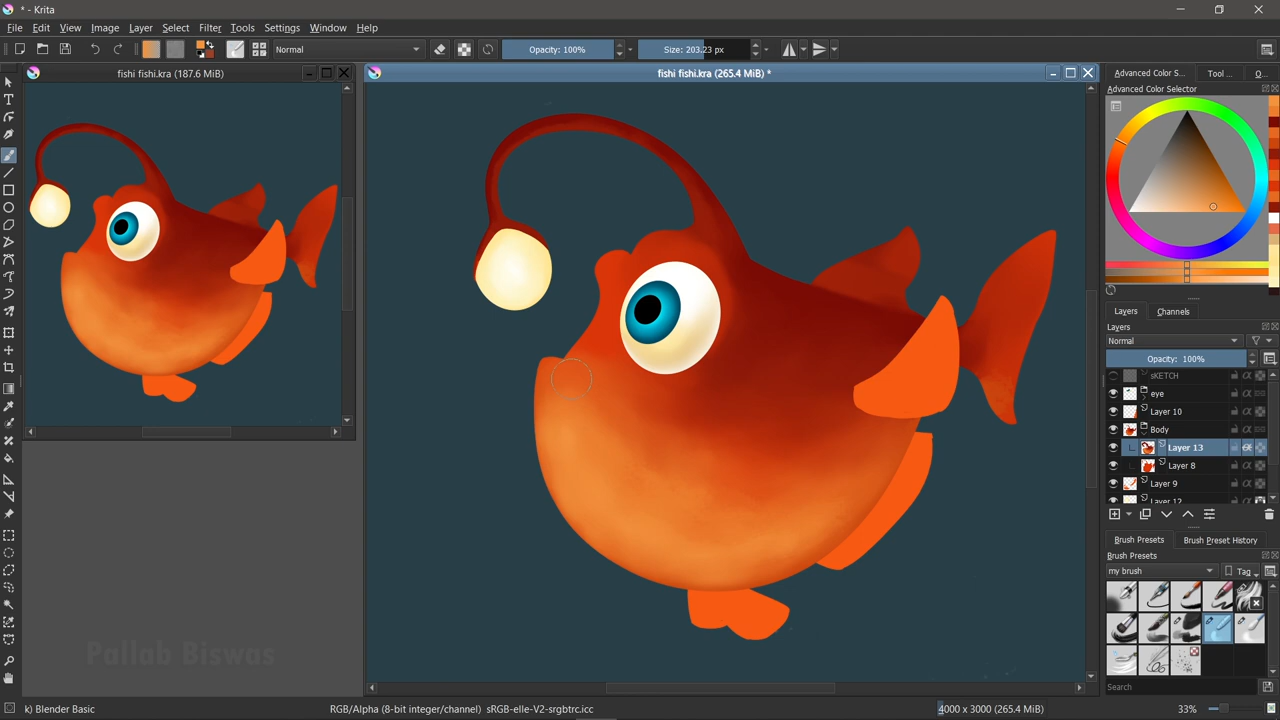 * - Krita
File Edit View Image Layer Select Filter Tools Settings Window Help
Normal
Opacity: 100%
Size: 203.23 px
fishi fishi.kra (187.6 MiB)
fishi fishi.kra (265.4 MiB) *
Advanced Color S... Tool ... O...
Advanced Color Selector
Layers Channels
Layers
Normal
Opacity: 100%
sKETCH
eye
Layer 10
Body
Layer 13
Layer 8
Layer 9
Layer 12
Brush Presets Brush Preset History
Brush Presets
my brush
Tag
Search
Pallab Biswas
k) Blender Basic
RGB/Alpha (8-bit integer/channel) sRGB-elle-V2-srgbtrc.icc
4000 x 3000 (265.4 MiB)
33%